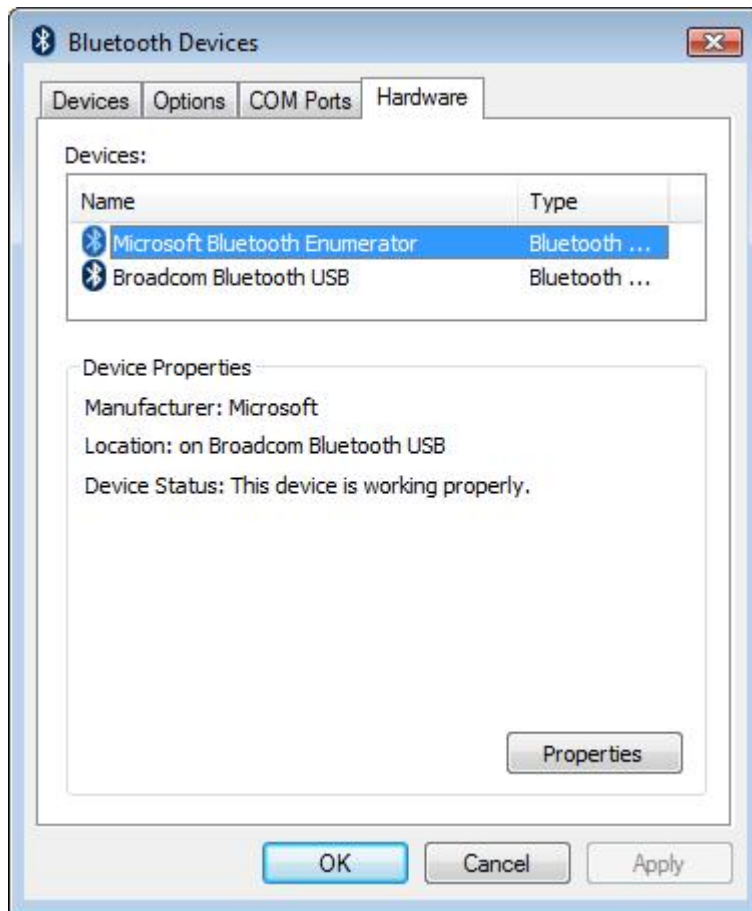 Bluetooth Devices
Devices Options COM Ports Hardware
Devices:
Name Type
Microsoft Bluetooth Enumerator Bluetooth ...
Broadcom Bluetooth USB Bluetooth ...
Device Properties
Manufacturer: Microsoft
Location: on Broadcom Bluetooth USB
Device Status: This device is working properly.
Properties
OK Cancel Apply